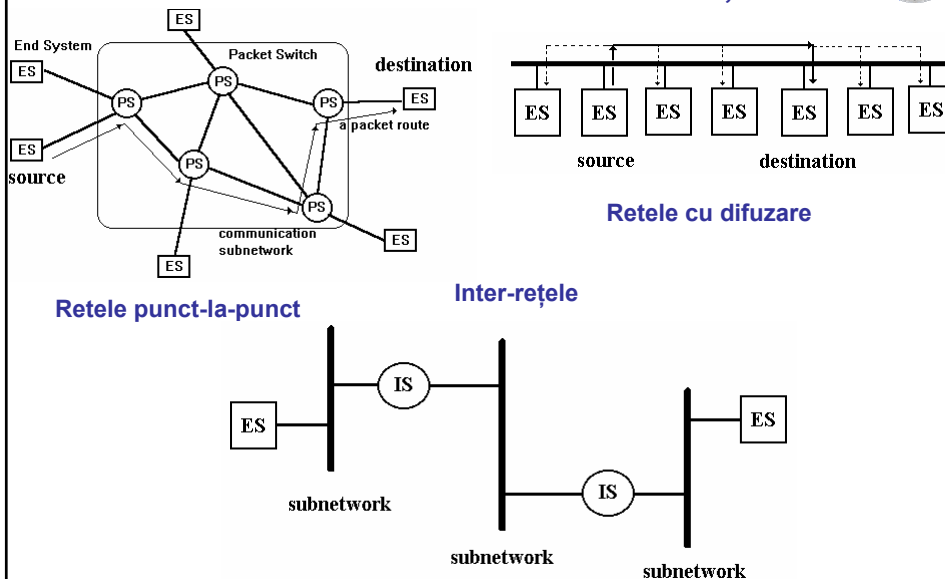 ES
End System
Packet Switch
ES
destination
PS
PS
PS
ES
a packet route
ES
source
PS
PS
communication
subnetwork
ES
ES
Retele punct-la-punct
ES
ES
ES
ES
ES
ES
ES
source
destination
Retele cu difuzare
Inter-rețele
IS
ES
ES
subnetwork
IS
subnetwork
subnetwork